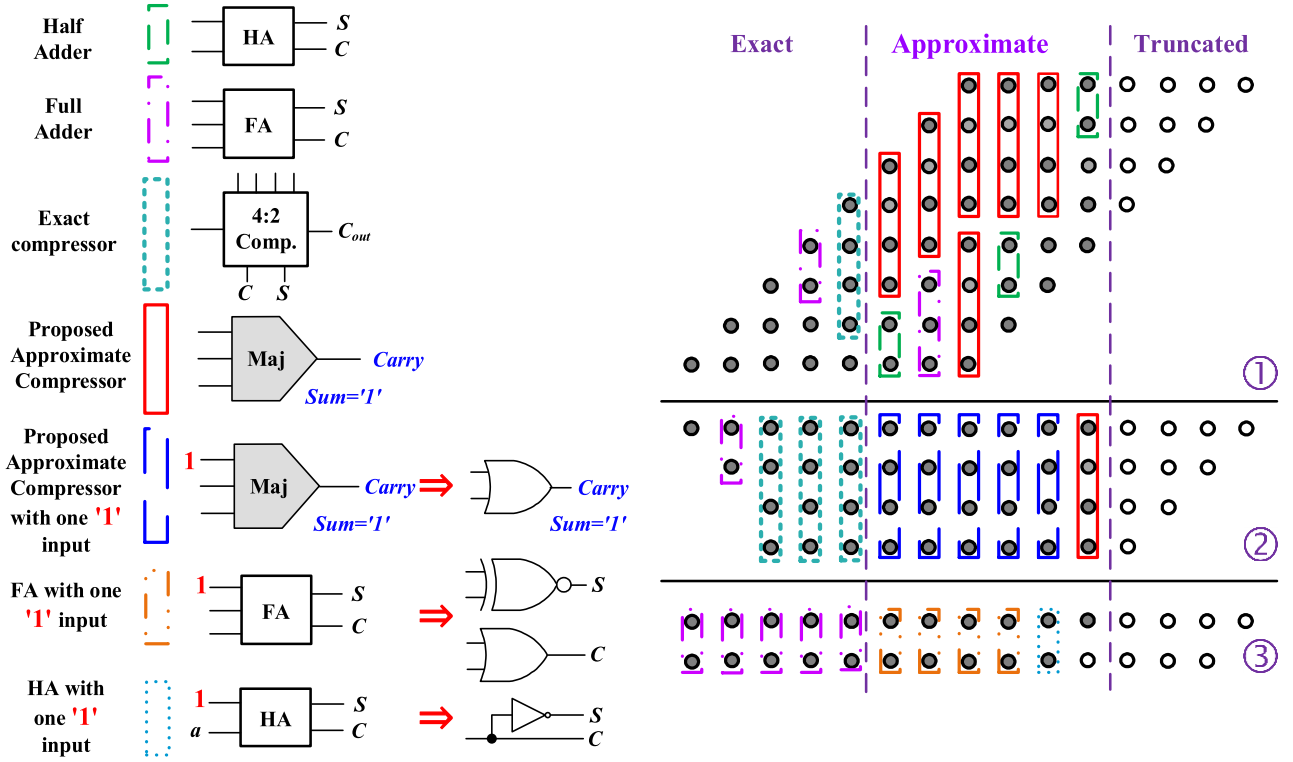 Half
Adder
HA
S
C
Full
Adder
FA
S
C
Exact
compressor
4:2
Comp.
Cout
C S
Proposed
Approximate
Compressor
Maj
Carry
Sum='1'
Proposed
Approximate
Compressor
with one '1'
input
1
Maj
Carry
Sum='1'
Carry
Sum='1'
FA with one
'1' input
1
FA
S
C
S
C
HA with
one '1'
input
1
a
HA
S
C
S
C
Exact Approximate Truncated
1
2
3